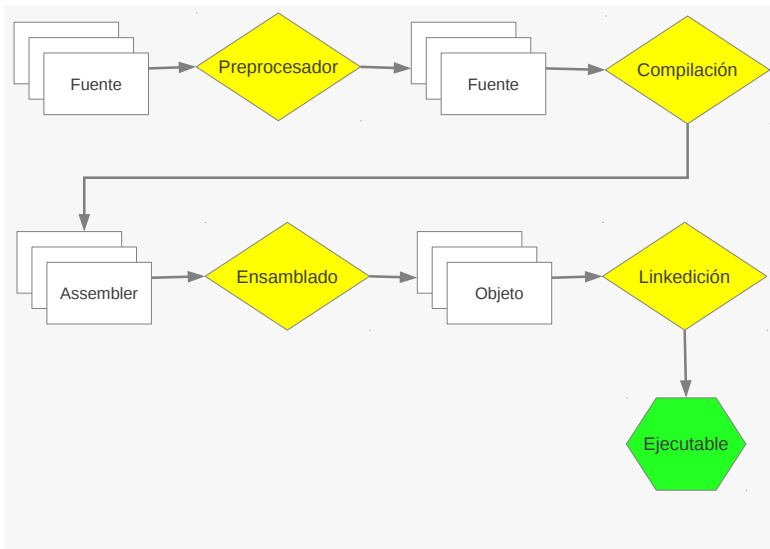 Fuente
Preprocesador
Fuente
Compilación
Assembler
Ensamblado
Objeto
Linkedición
Ejecutable